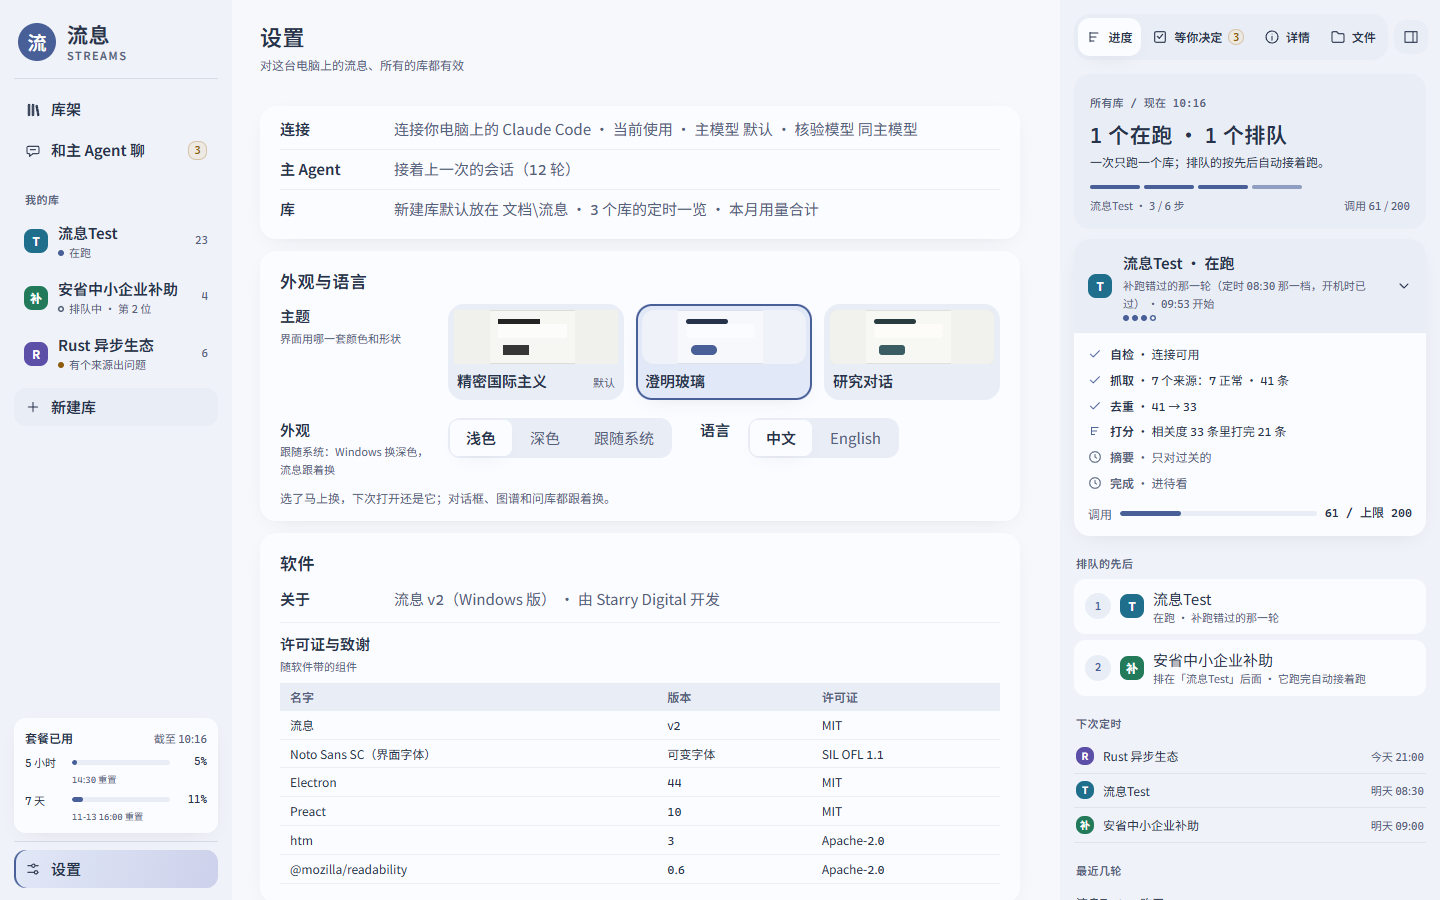 流 流息
STREAMS
库架
和主 Agent 聊 3
我的库
T 流息Test 23
在跑
补 安省中小企业补助 4
排队中 · 第 2 位
R Rust 异步生态 6
有个来源出问题
新建库
套餐已用 截至 10:16
5 小时 5%
14:30 重置
7 天 11%
11-13 16:00 重置
设置
设置
对这台电脑上的流息、所有的库都有效
连接 连接你电脑上的 Claude Code · 当前使用 · 主模型 默认 · 核验模型 同主模型
主 Agent 接着上一次的会话（12 轮）
库 新建库默认放在 文档\流息 · 3 个库的定时一览 · 本月用量合计
外观与语言
主题
界面用哪一套颜色和形状
精密国际主义 默认
澄明玻璃
研究对话
外观
跟随系统：Windows 换深色，
流息跟着换
浅色 深色 跟随系统
语言 中文 English
选了马上换，下次打开还是它；对话框、图谱和问库都跟着换。
软件
关于 流息 v2（Windows 版） · 由 Starry Digital 开发
许可证与致谢
随软件带的组件
名字 版本 许可证
流息 v2 MIT
Noto Sans SC（界面字体） 可变字体 SIL OFL 1.1
Electron 44 MIT
Preact 10 MIT
htm 3 Apache-2.0
@mozilla/readability 0.6 Apache-2.0
进度 等你决定 3 详情 文件
所有库 / 现在 10:16
1 个在跑 · 1 个排队
一次只跑一个库；排队的按先后自动接着跑。
流息Test · 3 / 6 步 调用 61 / 200
T 流息Test · 在跑
补跑错过的那一轮（定时 08:30 那一档，开机时已
过） · 09:53 开始
自检 · 连接可用
抓取 · 7 个来源：7 正常 · 41 条
去重 · 41 → 33
打分 · 相关度 33 条里打完 21 条
摘要 · 只对过关的
完成 · 进待看
调用 61 / 上限 200
排队的先后
1 T 流息Test
在跑 · 补跑错过的那一轮
2 补 安省中小企业补助
排在「流息Test」后面 · 它跑完自动接着跑
下次定时
R Rust 异步生态 今天 21:00
T 流息Test 明天 08:30
补 安省中小企业补助 明天 09:00
最近几轮